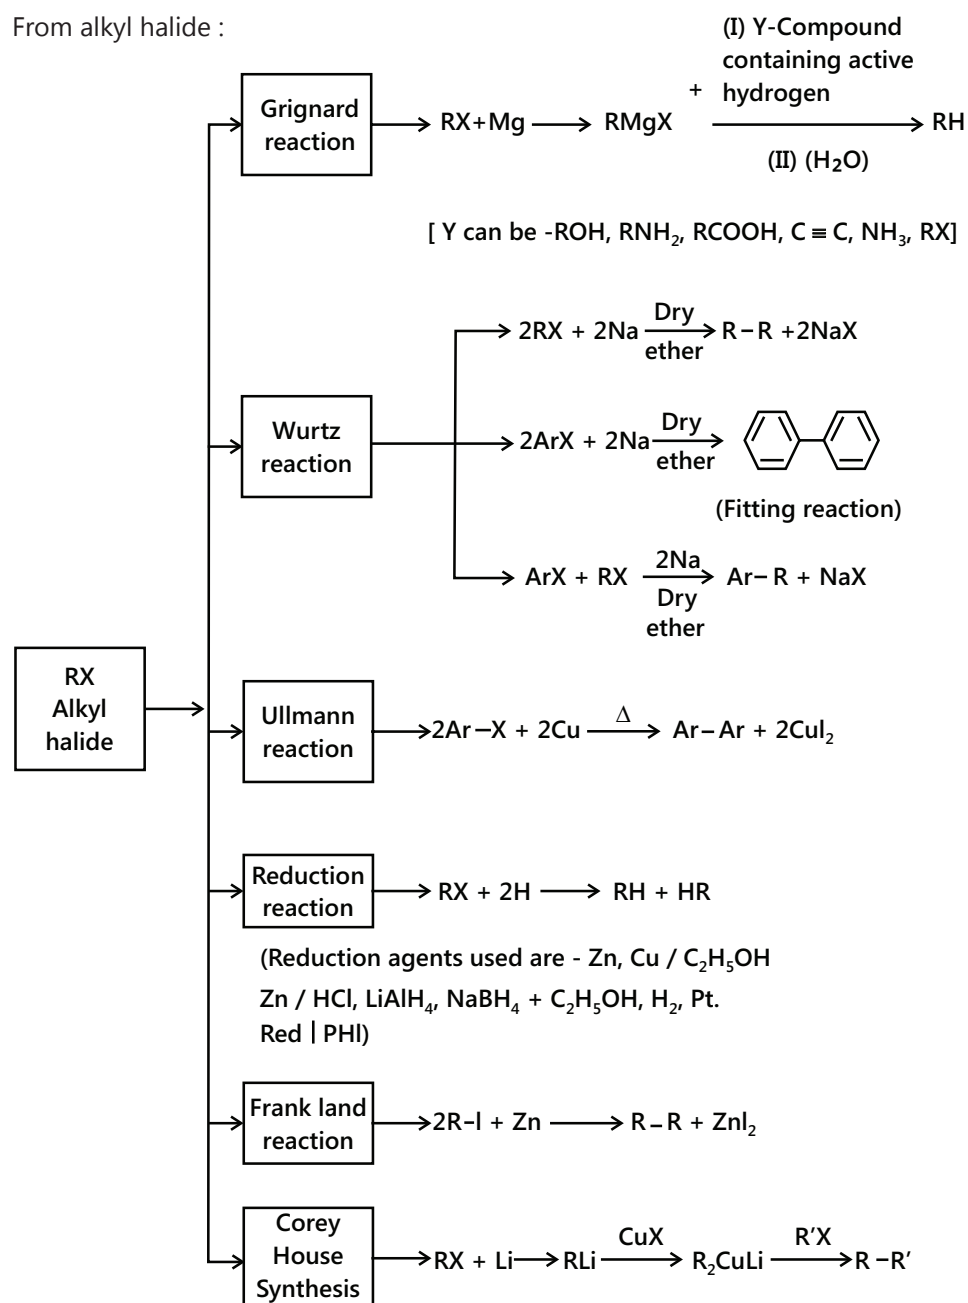 From alkyl halide :
(I) Y-Compound
containing active
hydrogen
Grignard
reaction
RX+Mg → RMgX + → RH
(II) (H₂O)
[ Y can be -ROH, RNH₂, RCOOH, C ≡ C, NH₃, RX]
Wurtz
reaction
2RX + 2Na Dry → R – R +2NaX
ether
2ArX + 2Na Dry →
ether
(Fitting reaction)
ArX + RX 2Na → Ar – R + NaX
Dry
ether
RX
Alkyl
halide
Ullmann
reaction
2Ar – X + 2Cu Δ → Ar – Ar + 2CuI₂
Reduction
reaction
RX + 2H → RH + HR
(Reduction agents used are - Zn, Cu / C₂H₅OH
Zn / HCl, LiAlH₄, NaBH₄ + C₂H₅OH, H₂, Pt.
Red | PHI)
Frank land
reaction
2R-I + Zn → R – R + ZnI₂
Corey
House
Synthesis
RX + Li → RLi CuX → R₂CuLi R’X → R – R’